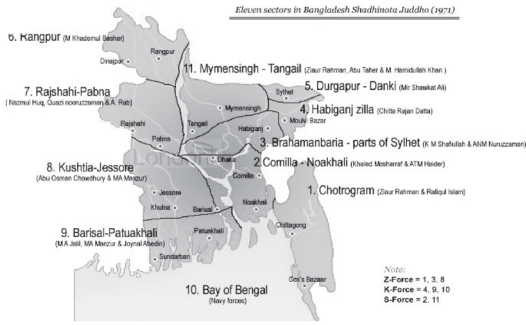 Eleven sectors in Bangladesh Shadhinota Juddho (1971)
6. Rangpur (M Khademul Bashar)
Rangpur
Dinajpur
11. Mymensingh - Tangail (Ziaur Rahman, Abu Taher & M. Hamidullah Khan )
5. Durgapur - Danki (Mir Shawkat Ali)
Sylhet
7. Rajshahi-Pabna
( Nazmul Huq, Quazi nooruzzaman & A. Rab)
Mymensingh
4. Habiganj zilla (Chitta Rajan Datta)
Moulvi Bazar
Rajshahi
Tangail
Habiganj
Pabna
3. Brahamanbaria - parts of Sylhet (K M Shafiullah & ANM Nuruzzaman)
London
Dhaka
2. Comilla - Noakhali (Khaled Mosharraf & ATM Haider)
8. Kushtia-Jessore
(Abu Osman Chowdhury & MA Manzur)
Comilla
1. Chotrogram (Ziaur Rahman & Rafiqul Islam)
Jessore
Khulna
Barisal
Noakhali
9. Barisal-Patuakhali
(M A Jalil, MA Manzur & Joynal Abedin)
Patuakhali
Chittagong
Sundarban
10. Bay of Bengal
(Navy forces)
Cox's Bazaar
Note:
Z-Force = 1, 3, 8
K-Force = 4, 9, 10
S-Force = 2, 11